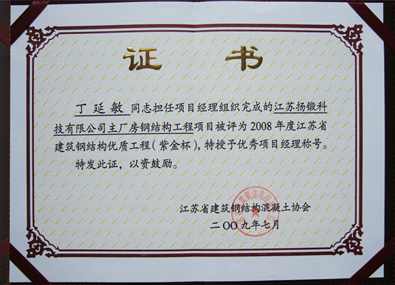 证书
丁延敏 同志担任项目经理组织完成的江苏扬锻科
技有限公司主厂房钢结构工程项目被评为2008年度江苏省
建筑钢结构优质工程（紫金杯），特授予优秀项目经理称号。
特发此证，以资鼓励。
江苏省建筑钢结构混凝土协会
二〇〇九年七月